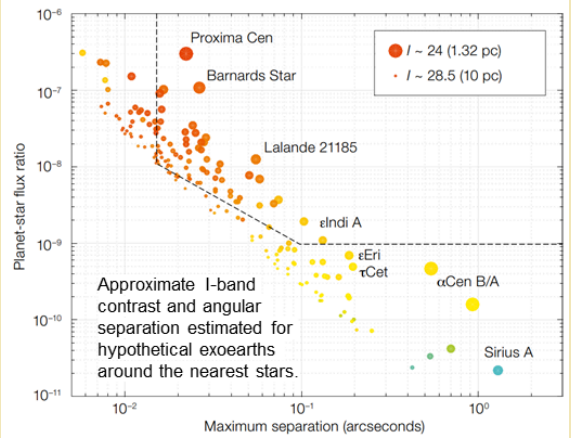 10⁻⁶
10⁻⁷
10⁻⁸
10⁻⁹
10⁻¹⁰
10⁻¹¹
Planet-star flux ratio
Proxima Cen
Barnards Star
Lalande 21185
εIndi A
εEri
τCet
αCen B/A
Sirius A
I ~ 24 (1.32 pc)
I ~ 28.5 (10 pc)
Approximate I-band
contrast and angular
separation estimated for
hypothetical exoearths
around the nearest stars.
10⁻² 10⁻¹ 10⁰
Maximum separation (arcseconds)